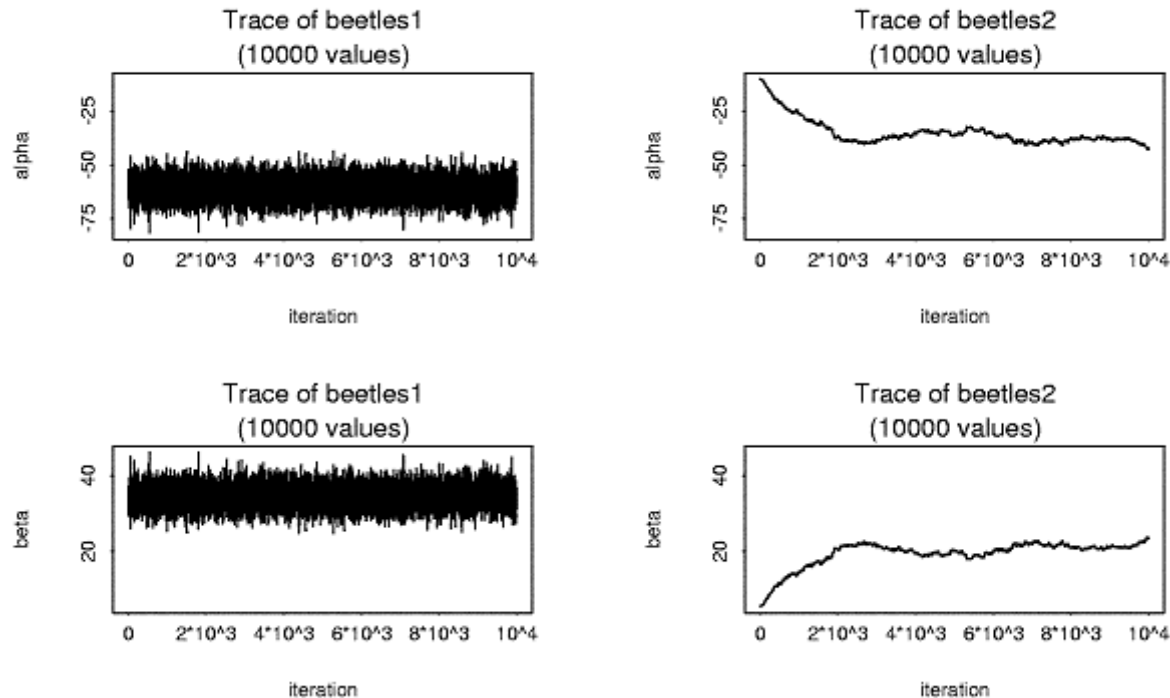 Trace of beetles1
(10000 values)
alpha
-25
-50
-75
0 2*10^3 4*10^3 6*10^3 8*10^3 10^4
iteration
Trace of beetles2
(10000 values)
alpha
-25
-50
-75
0 2*10^3 4*10^3 6*10^3 8*10^3 10^4
iteration
Trace of beetles1
(10000 values)
beta
40
20
0 2*10^3 4*10^3 6*10^3 8*10^3 10^4
iteration
Trace of beetles2
(10000 values)
beta
40
20
0 2*10^3 4*10^3 6*10^3 8*10^3 10^4
iteration